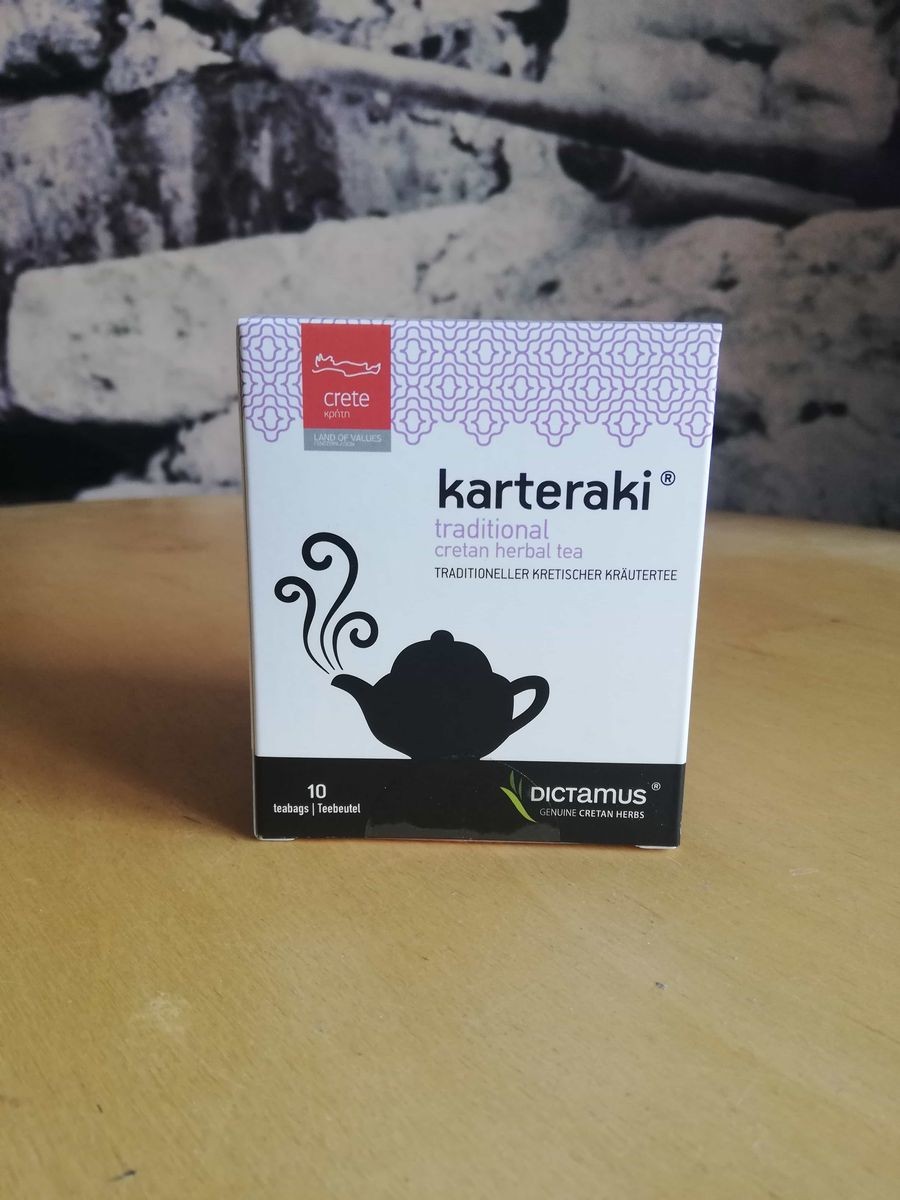 crete
κρήτη
LAND OF VALUES
karteraki®
traditional
cretan herbal tea
TRADITIONELLER KRETISCHER KRÄUTERTEE
10
teabags | Teebeutel
DICTAMUS®
GENUINE CRETAN HERBS